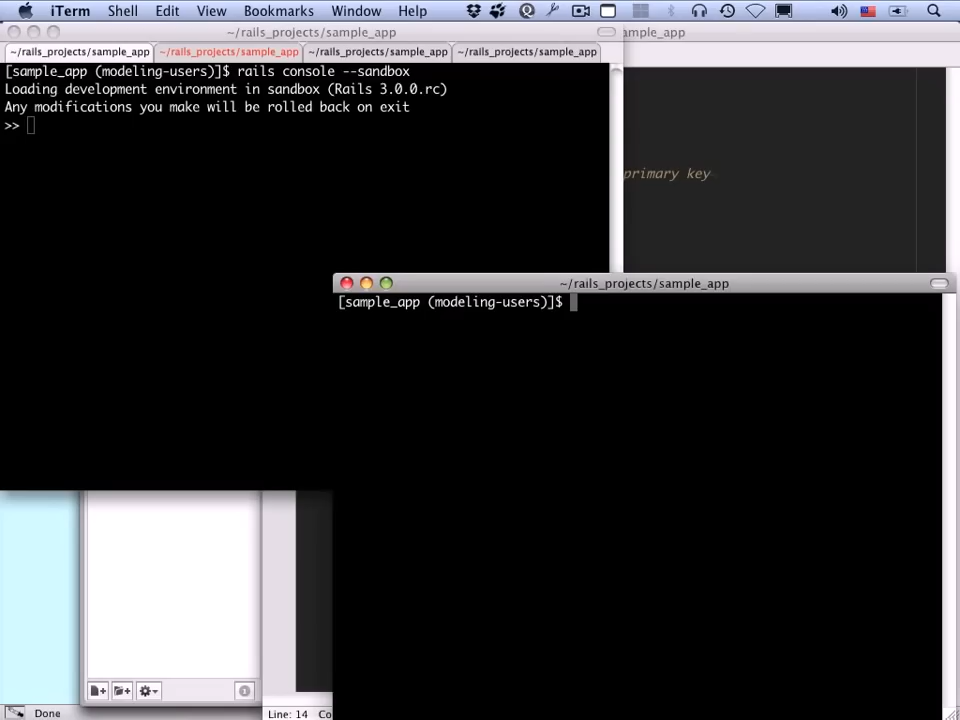 iTerm Shell Edit View Bookmarks Window Help
~/rails_projects/sample_app
ample_app
~/rails_projects/sample_app ~/rails_projects/sample_app ~/rails_projects/sample_app ~/rails_projects/sample_app
[sample_app (modeling-users)]$ rails console --sandbox
Loading development environment in sandbox (Rails 3.0.0.rc)
Any modifications you make will be rolled back on exit
>>
primary key
~/rails_projects/sample_app
[sample_app (modeling-users)]$
Done
Line: 14 Co